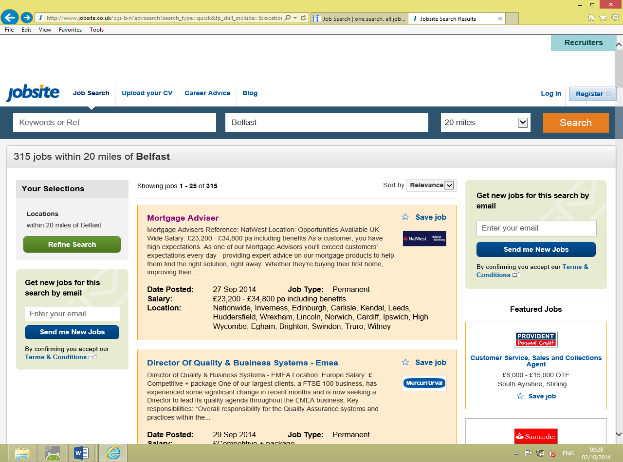 http://www.jobsite.co.uk/cgi-bin/advsearch?search_type=quick&fp_skill_include=&locatior
Job Search | one search, all job...
Jobsite Search Results
File Edit View Favorites Tools
Recruiters
jobsite
Job Search Upload your CV Career Advice Blog Log in Register
Keywords or Ref Belfast 20 miles Search
315 jobs within 20 miles of Belfast
Your Selections
Locations
within 20 miles of Belfast
Refine Search
Get new jobs for this search by email
Enter your email
Send me New Jobs
By confirming you accept our
Terms & Conditions
Showing jobs 1 - 25 of 315
Sort by Relevance
Mortgage Adviser
Save job
Mortgage Advisers Reference: NatWest Location: Opportunities Available UK
Wide Salary: £23,200 - £34,800 pa including benefits As a customer, you have
high expectations. As one of our Mortgage Advisors you'll exceed customers'
expectations every day - providing expert advice on our mortgage products to help
them find the right solution, right away. Whether they're buying their first home,
improving their...
NatWest
Date Posted: 27 Sep 2014 Job Type: Permanent
Salary: £23,200 - £34,800 pa including benefits
Location: Nationwide, Inverness, Edinburgh, Carlisle, Kendal, Leeds,
Huddersfield, Wrexham, Lincoln, Norwich, Cardiff, Ipswich, High
Wycombe, Egham, Brighton, Swindon, Truro, Witney
Director Of Quality & Business Systems - Emea
Save job
Director of Quality & Business Systems - EMEA Location: Europe Salary: £
Competitive + package One of our largest clients, a FTSE 100 business, has
experienced some significant change in recent months and is now seeking a
Director to lead its quality agenda throughout the EMEA business. Key
responsibilities: *Overall responsibility for the Quality Assurance systems and
practices within the...
Mercuri Urval
Date Posted: 29 Sep 2014 Job Type: Permanent
Salary: £Competitive + package
Get new jobs for this search by
email
Enter your email
Send me New Jobs
By confirming you accept our Terms &
Conditions
Featured Jobs
PROVIDENT
Personal Credit
Customer Service, Sales and Collections
Agent
£6,000 - £15,000 OTE
South Ayrshire, Stirling
Save job
Santander
ENG
09:28
02/10/2014